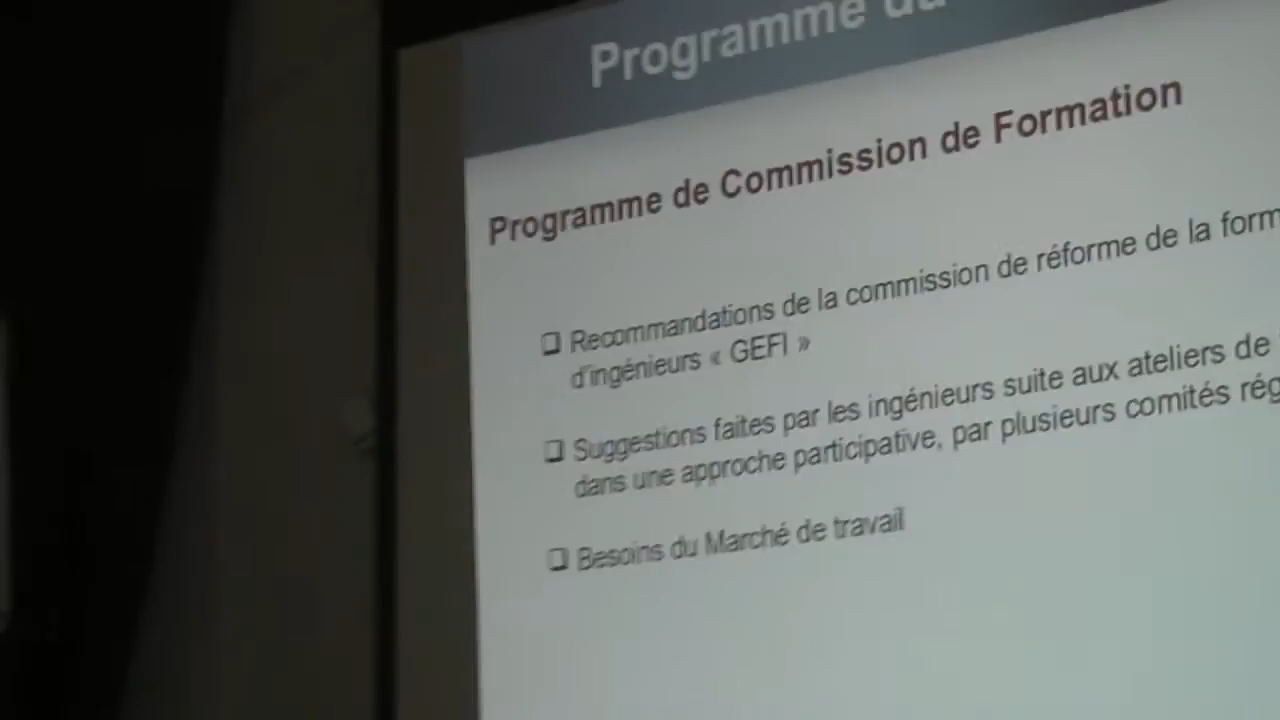 Programme du
Programme de Commission de Formation
❑ Recommandations de la commission de réforme de la form
d'ingénieurs « GEFI »
❑ Suggestions faites par les ingénieurs suite aux ateliers de
dans une approche participative, par plusieurs comités rég
❑ Besoins du Marché de travail